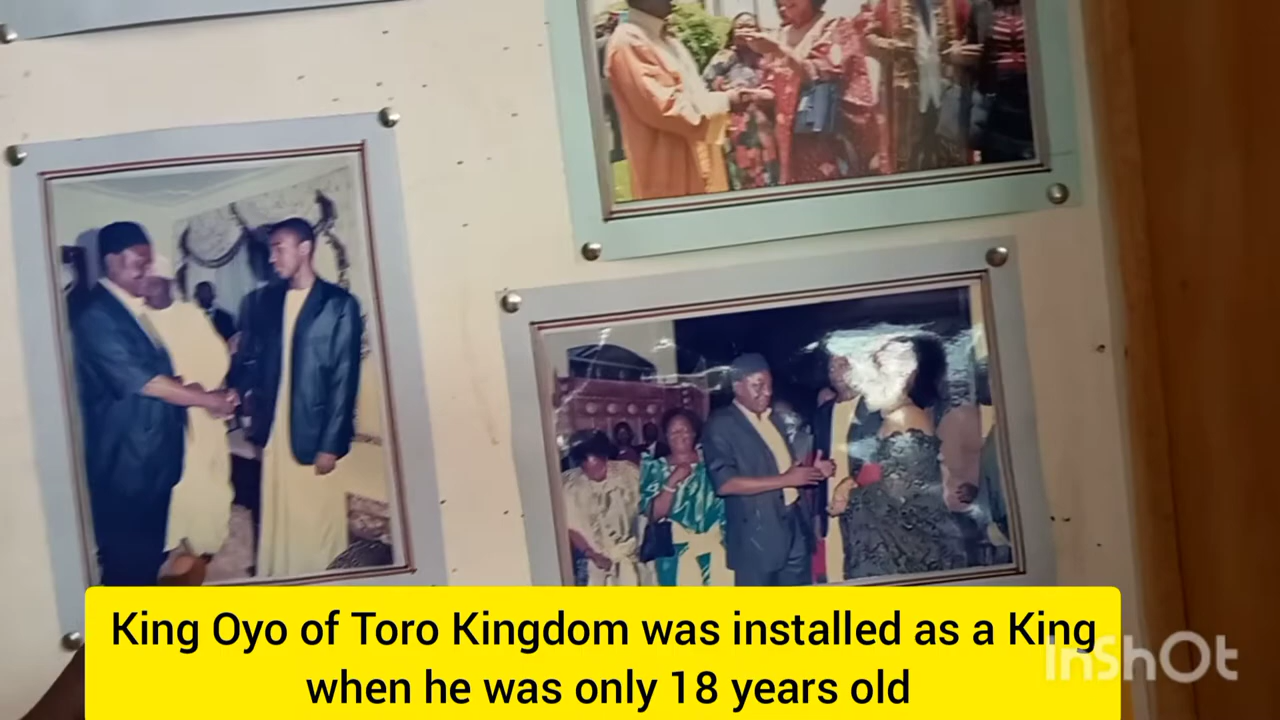 King Oyo of Toro Kingdom was installed as a King
when he was only 18 years old
InShOt